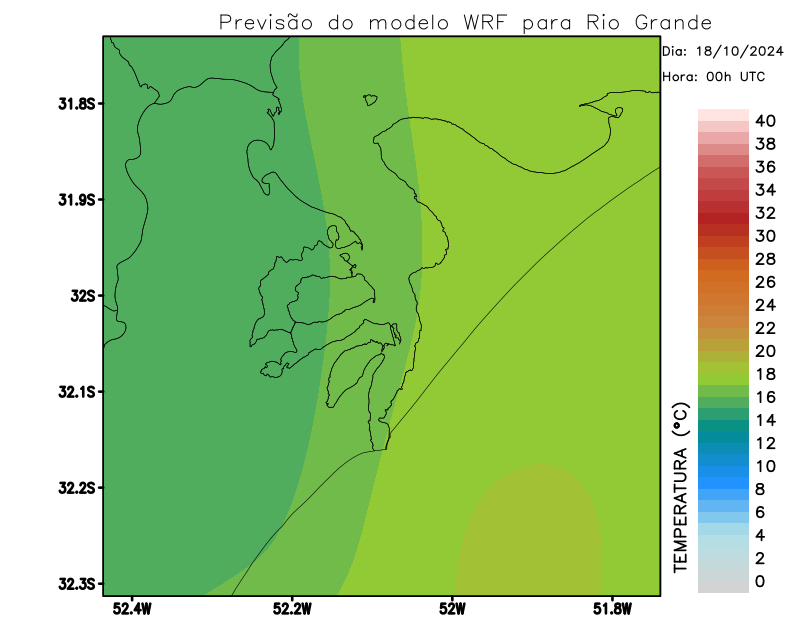 Previsão do modelo WRF para Rio Grande
Dia: 18/10/2024
Hora: 00h UTC
31.8S
31.9S
32S
32.1S
32.2S
32.3S
52.4W
52.2W
52W
51.8W
TEMPERATURA (°C)
40
38
36
34
32
30
28
26
24
22
20
18
16
14
12
10
8
6
4
2
0